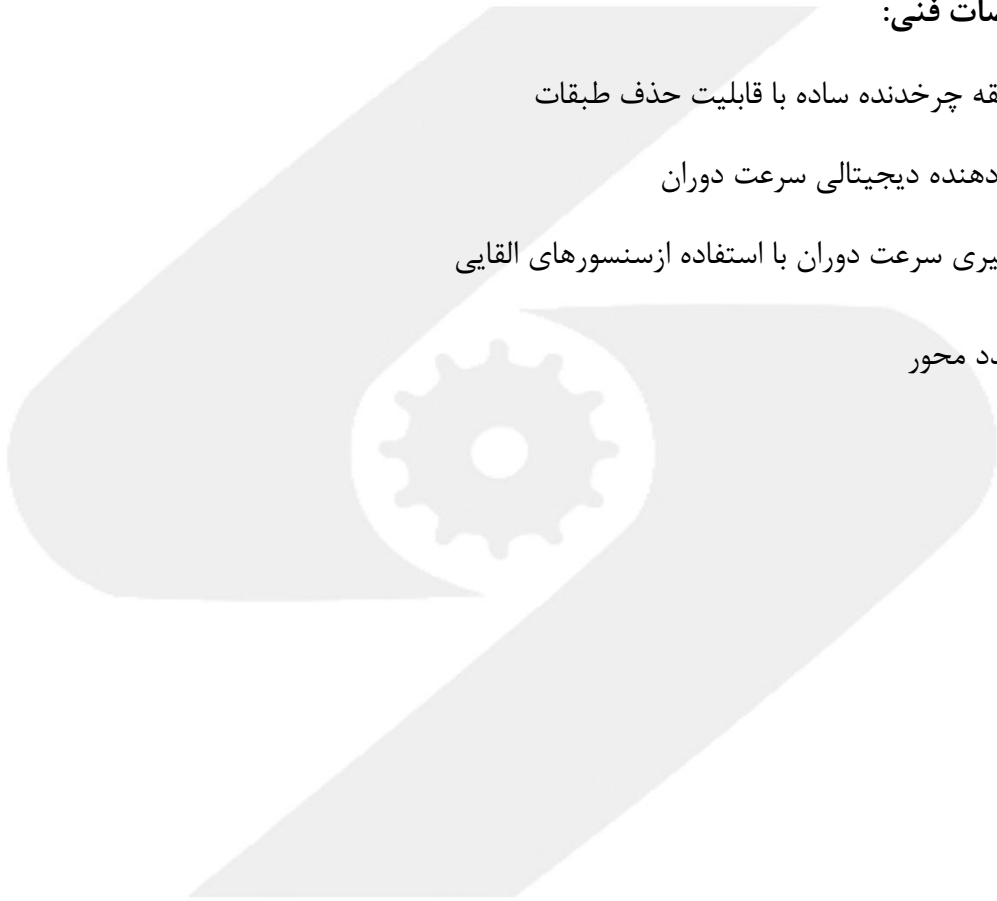 فنی:
چرخدنده ساده با قابلیت حذف طبقات
دیجیتالی سرعت دوران
سرعت دوران با استفاده ازسنسورهای القایی
محور